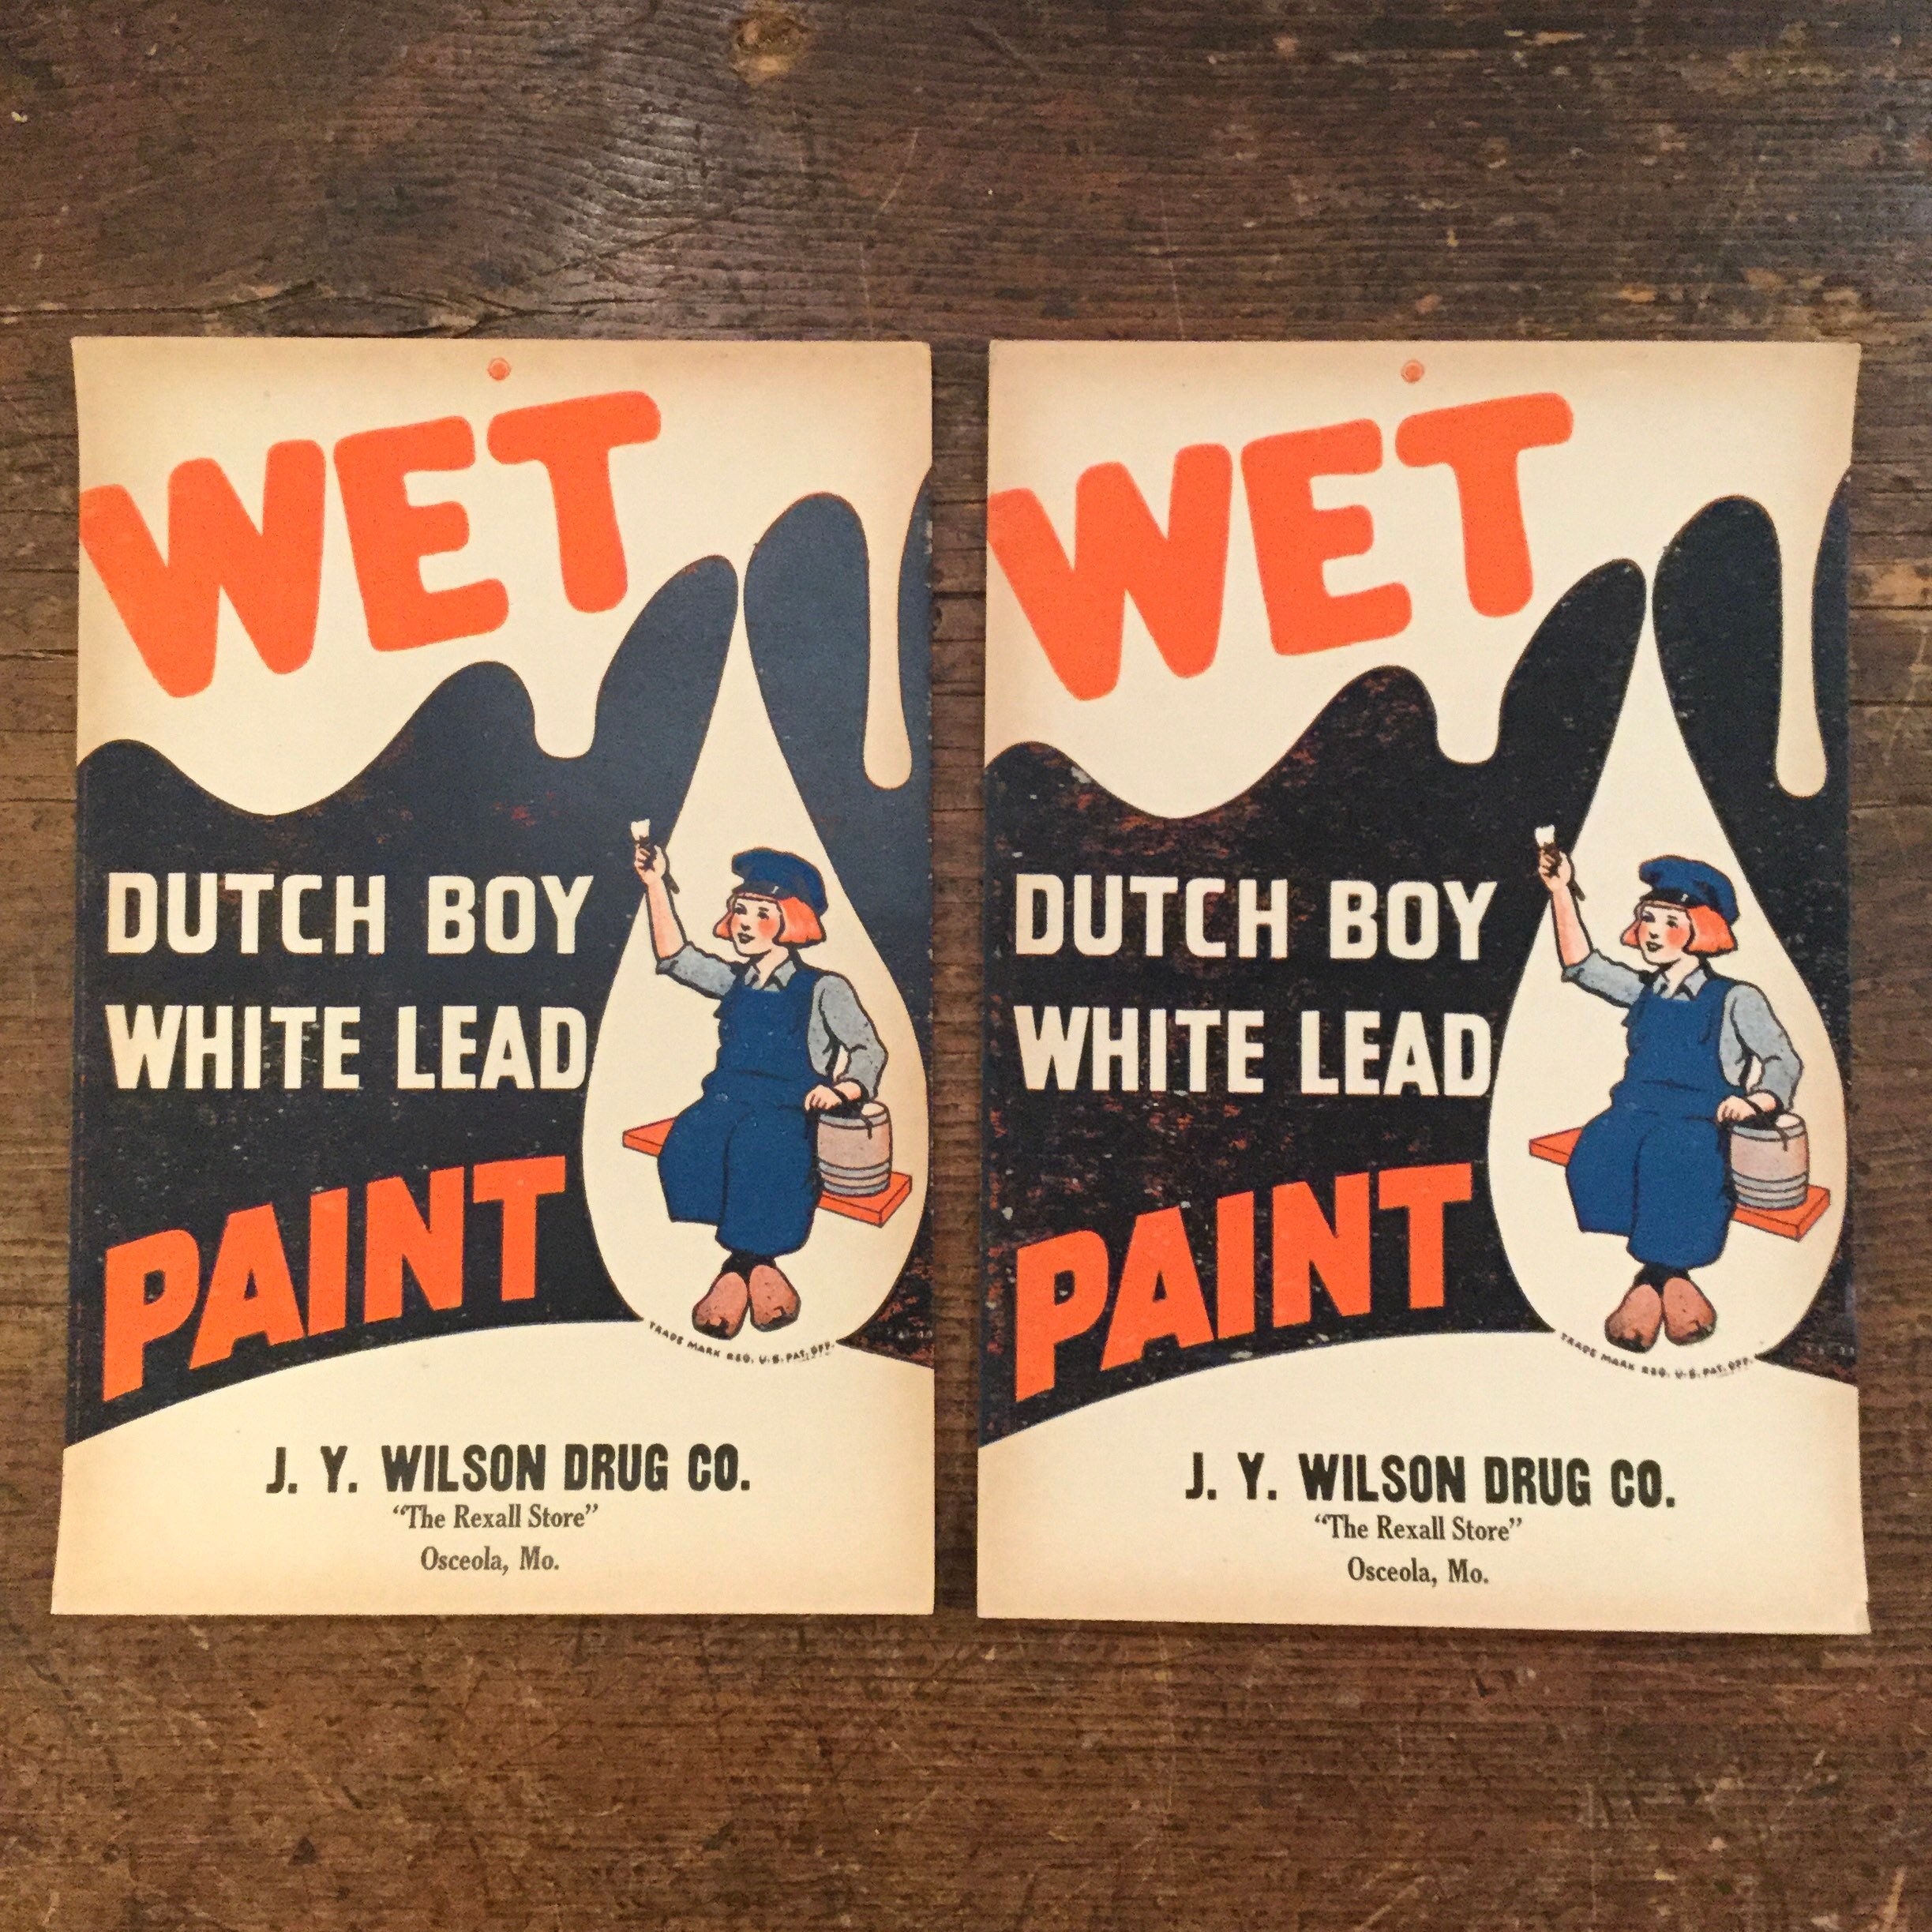 WET
DUTCH BOY
WHITE LEAD
PAINT
TRADE MARK REG. U.S. PAT. OFF.
J. Y. WILSON DRUG CO.
“The Rexall Store”
Osceola, Mo.
WET
DUTCH BOY
WHITE LEAD
PAINT
TRADE MARK REG. U.S. PAT. OFF.
J. Y. WILSON DRUG CO.
“The Rexall Store”
Osceola, Mo.